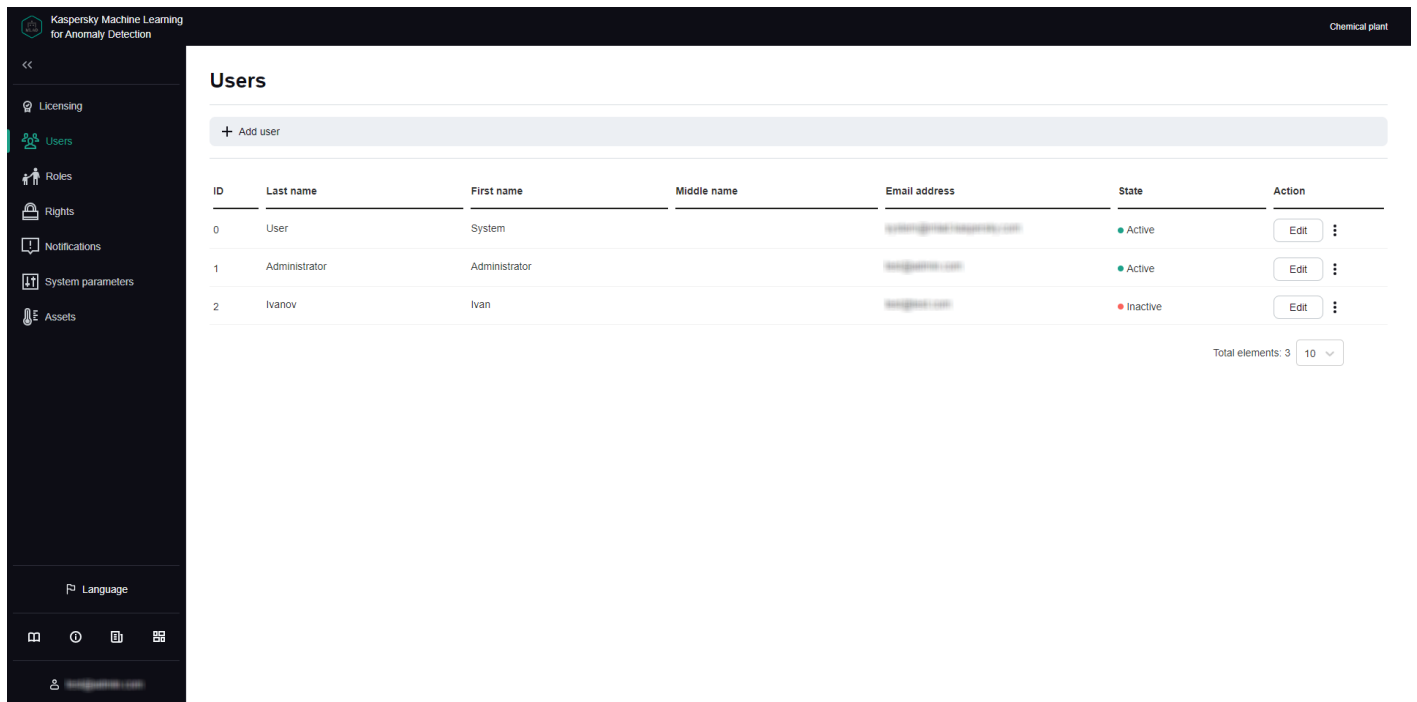 Kaspersky Machine Learning
for Anomaly Detection
Chemical plant
Licensing
Users
Roles
Rights
Notifications
System parameters
Assets
Language
Users
Add user
ID Last name First name Middle name Email address State Action
0 User System Active Edit
1 Administrator Administrator Active Edit
2 Ivanov Ivan Inactive Edit
Total elements: 3 10